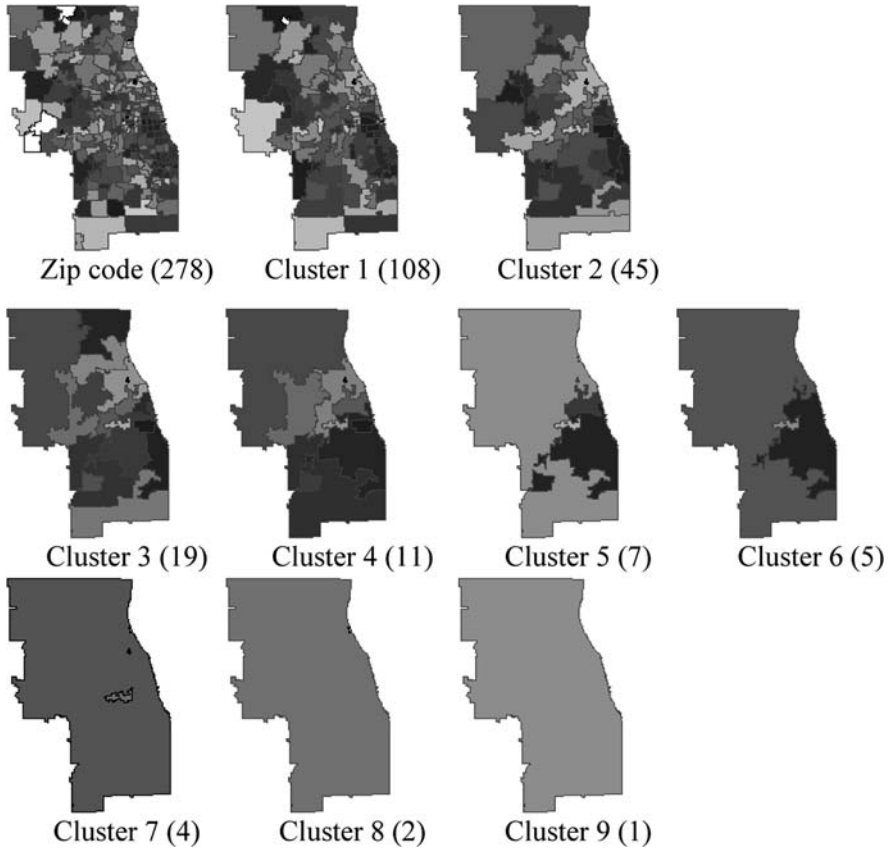 Zip code (278) Cluster 1 (108) Cluster 2 (45)
Cluster 3 (19) Cluster 4 (11) Cluster 5 (7) Cluster 6 (5)
Cluster 7 (4) Cluster 8 (2) Cluster 9 (1)